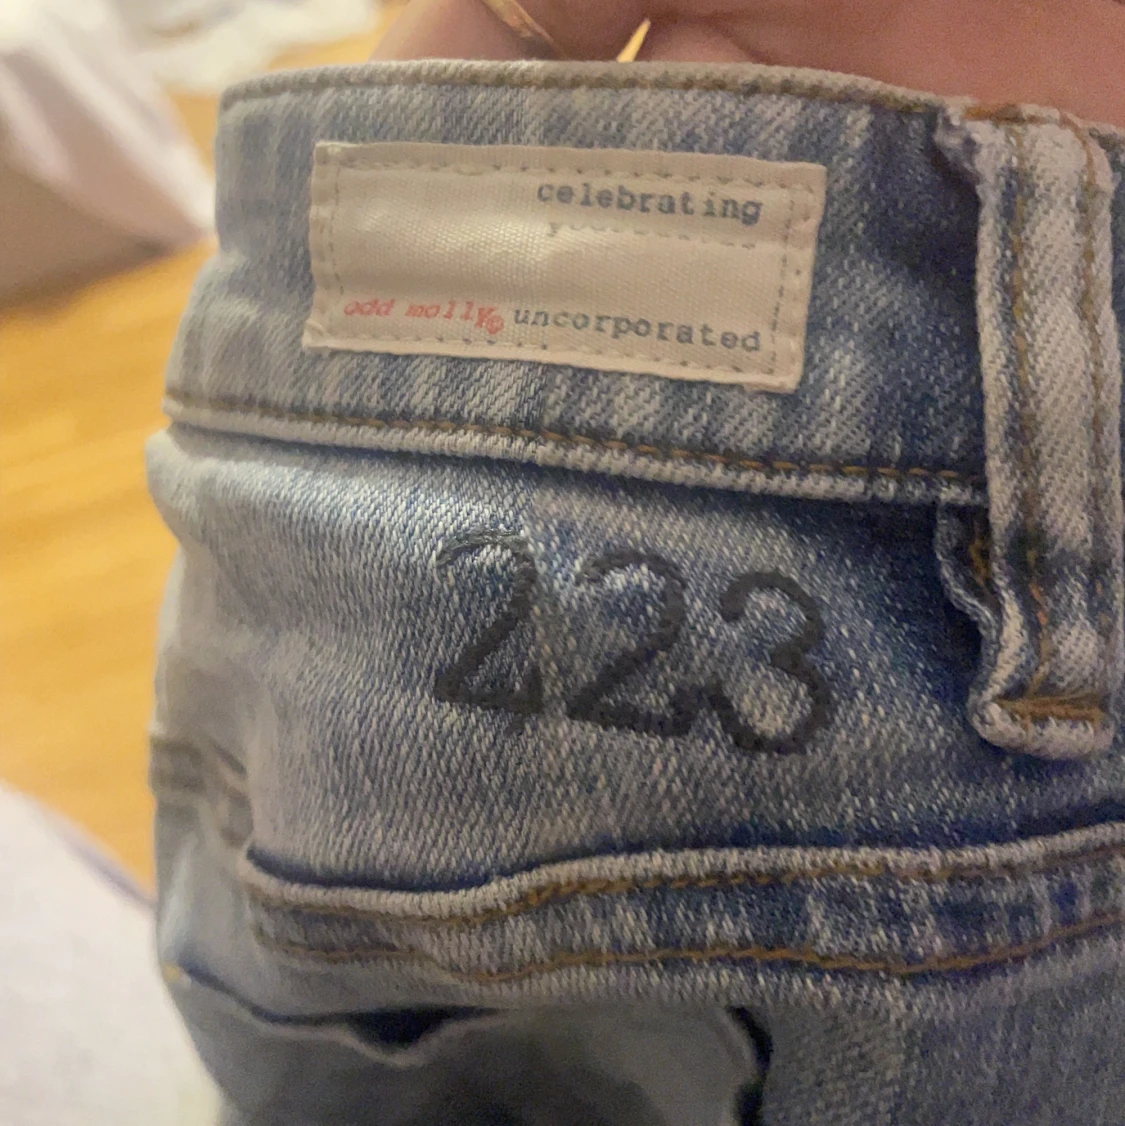 celebrating
odd molly® uncorporated
223